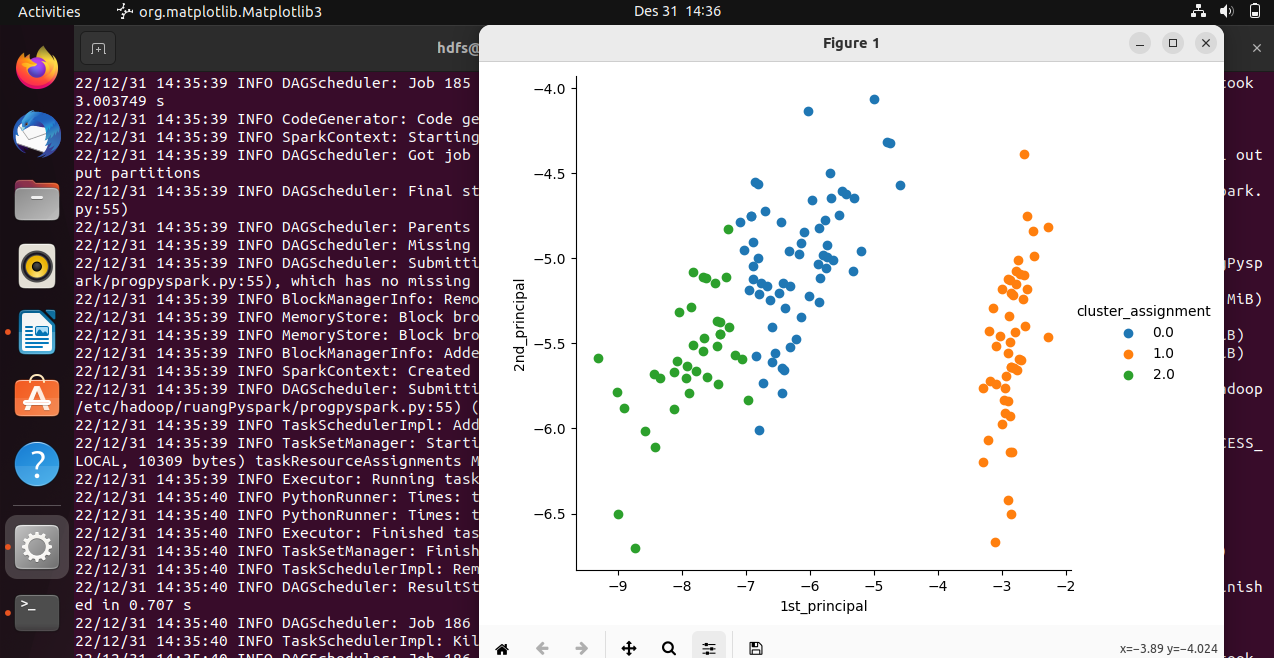 Activities
org.matplotlib.Matplotlib3
Des 31 14:36
hdfs@
Figure 1
22/12/31 14:35:39 INFO DAGScheduler: Job 185
ook
3.003749 s
22/12/31 14:35:39 INFO CodeGenerator: Code ge
22/12/31 14:35:39 INFO SparkContext: Starting
22/12/31 14:35:39 INFO DAGScheduler: Got job
l out
put partitions
22/12/31 14:35:39 INFO DAGScheduler: Final st
ark.
py:55)
22/12/31 14:35:39 INFO DAGScheduler: Parents
22/12/31 14:35:39 INFO DAGScheduler: Missing
22/12/31 14:35:39 INFO DAGScheduler: Submitti
gPysp
ark/progpyspark.py:55), which has no missing
22/12/31 14:35:39 INFO BlockManagerInfo: Remo
MiB)
22/12/31 14:35:39 INFO MemoryStore: Block bro
22/12/31 14:35:39 INFO MemoryStore: Block bro
B)
22/12/31 14:35:39 INFO BlockManagerInfo: Adde
B)
22/12/31 14:35:39 INFO SparkContext: Created
22/12/31 14:35:39 INFO DAGScheduler: Submitti
adoop
/etc/hadoop/ruangPyspark/progpyspark.py:55) (
22/12/31 14:35:39 INFO TaskSchedulerImpl: Add
22/12/31 14:35:39 INFO TaskSetManager: Starti
CESS_
LOCAL, 10309 bytes) taskResourceAssignments M
22/12/31 14:35:39 INFO Executor: Running task
22/12/31 14:35:40 INFO PythonRunner: Times: t
22/12/31 14:35:40 INFO PythonRunner: Times: t
22/12/31 14:35:40 INFO Executor: Finished tas
22/12/31 14:35:40 INFO TaskSetManager: Finish
22/12/31 14:35:40 INFO TaskSchedulerImpl: Rem
22/12/31 14:35:40 INFO DAGScheduler: ResultSt
inish
ed in 0.707 s
22/12/31 14:35:40 INFO DAGScheduler: Job 186
22/12/31 14:35:40 INFO TaskSchedulerImpl: Kil
22/12/31 14:35:40 INFO DAGScheduler: Job 186
ook
−4.0
−4.5
−5.0
−5.5
−6.0
−6.5
2nd_principal
−9
−8
−7
−6
−5
−4
−3
−2
1st_principal
cluster_assignment
0.0
1.0
2.0
x=−3.89 y=−4.024